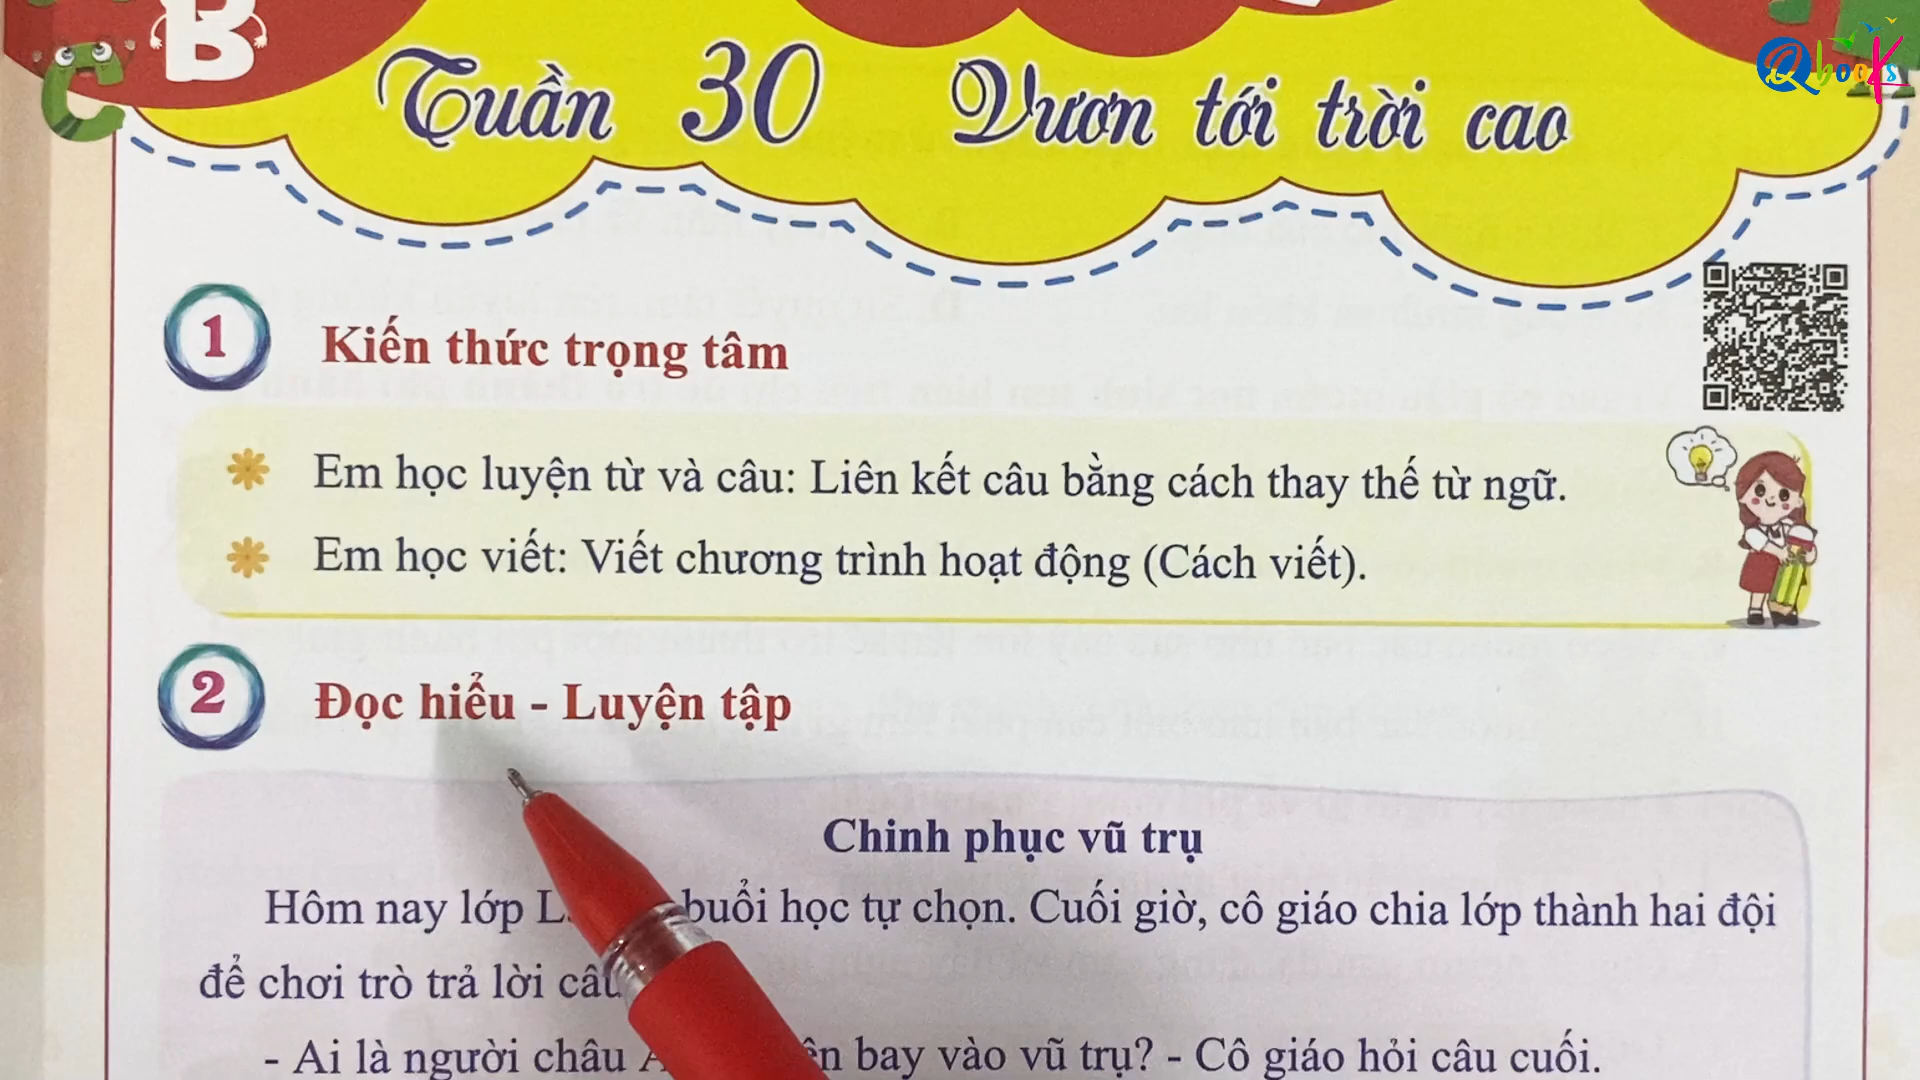 B
Qbooks
Tuần 30 Vươn tới trời cao
1 Kiến thức trọng tâm
Em học luyện từ và câu: Liên kết câu bằng cách thay thế từ ngữ.
Em học viết: Viết chương trình hoạt động (Cách viết).
2 Đọc hiểu - Luyện tập
Chinh phục vũ trụ
Hôm nay lớp buổi học tự chọn. Cuối giờ, cô giáo chia lớp thành hai đội
để chơi trò trả lời
- Ai là người châu bay vào vũ trụ? - Cô giáo hỏi câu cuối.